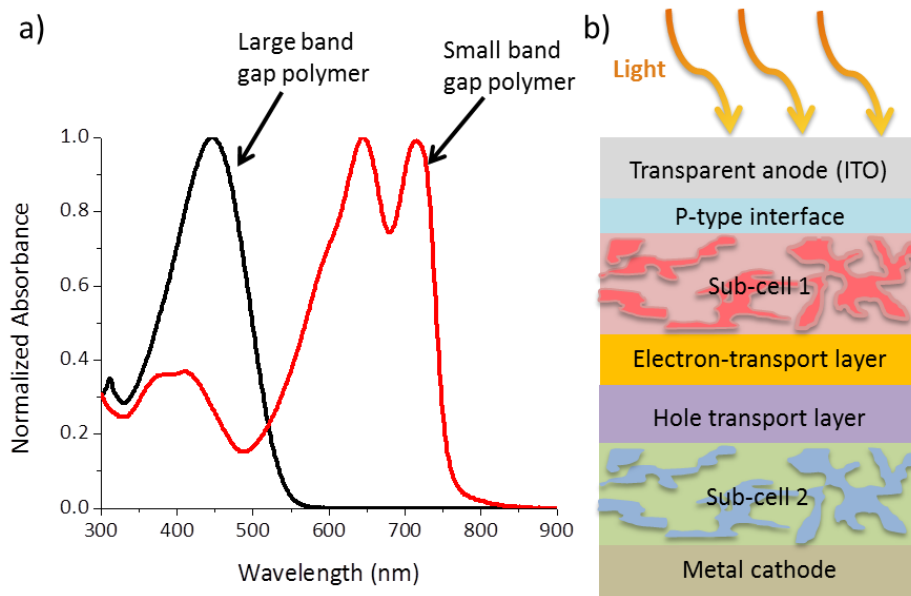 a)
Large band
gap polymer
Small band
gap polymer
1.0
0.8
0.6
0.4
0.2
0.0
Normalized Absorbance
300 400 500 600 700 800 900
Wavelength (nm)
b)
Light
Transparent anode (ITO)
P-type interface
Sub-cell 1
Electron-transport layer
Hole transport layer
Sub-cell 2
Metal cathode